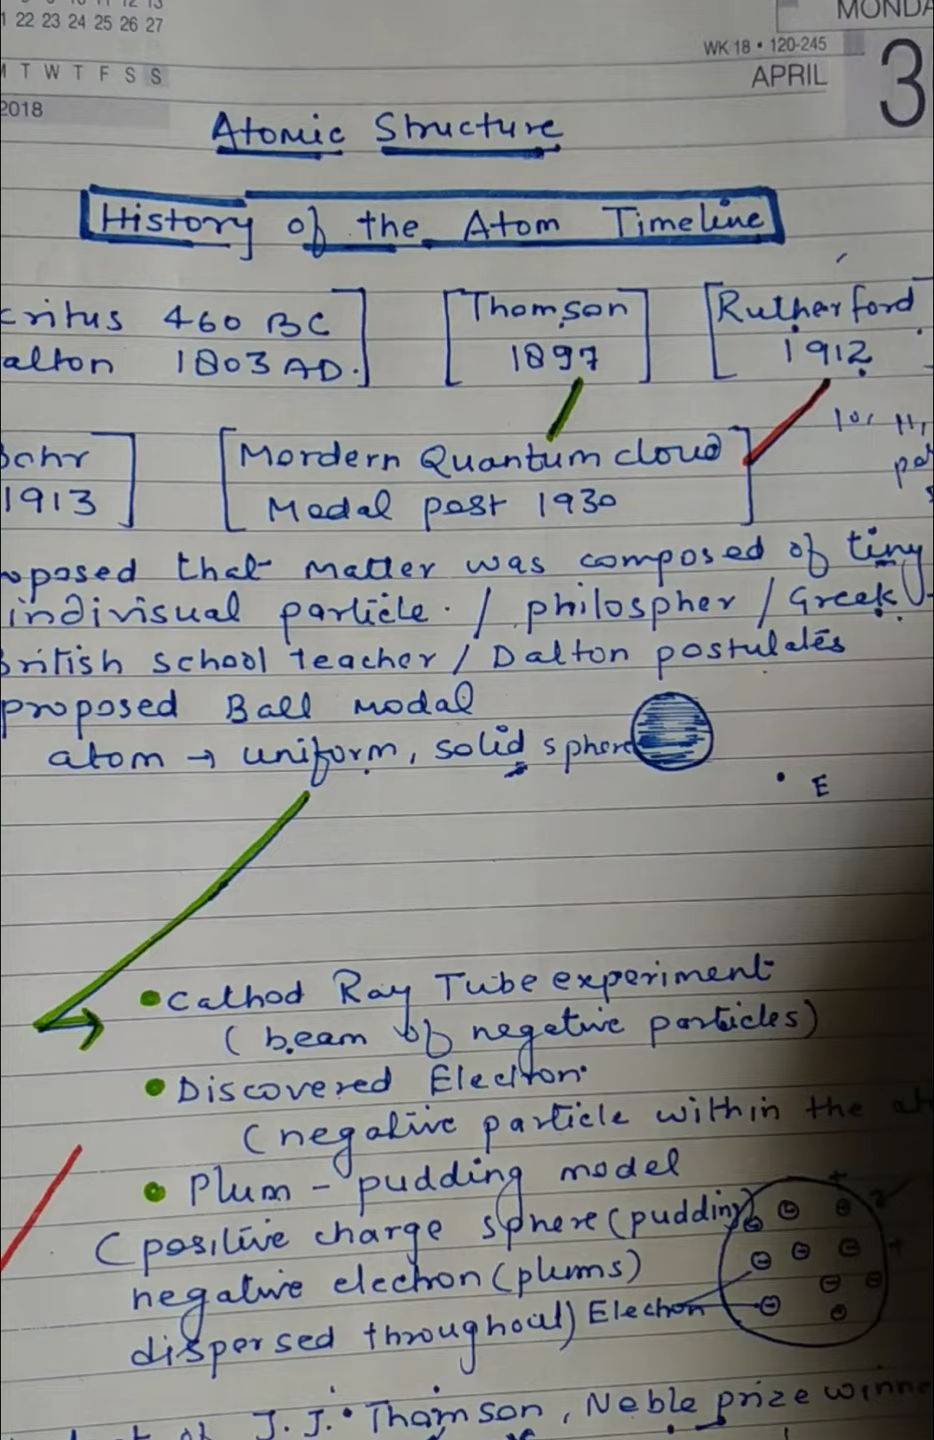 22 23 24 25 26 27
T W T F S S
2018
MONDA
WK 18 • 120-245
APRIL
3
Atomic Structure
History of the Atom Timeline
critus 460 BC
alton 1803 AD.
Thomson
1897
Rutherford
1912
Bohr
1913
Mordern Quantum cloud
Modal post 1930
oposed that matter was composed of tiny
indivisual particle. / philospher / Greek
British school teacher / Dalton postulates
proposed Ball modal
atom → uniform, solid sphere
• E
• Cathod Ray Tube experiment
(beam of negative particles)
• Discovered Electron.
(negative particle within the at
• Plum - pudding model
(positive charge sphere (pudding)
negative electron (plums)
dispersed throughout) Electron
J.J. Thamson, Noble prize winne